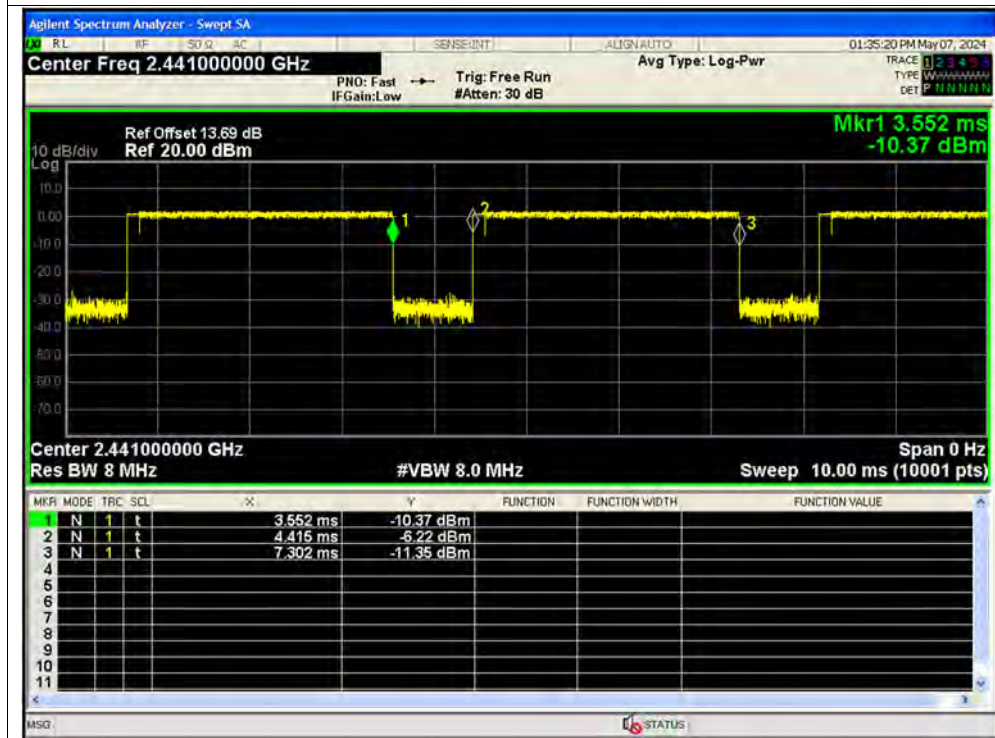 Agilent Spectrum Analyzer - Swept SA
RL RF 50 Ω AC SENSE:INT ALIGN AUTO 01:35:20 PM May 07, 2024
Center Freq 2.441000000 GHz
PNO: Fast
IFGain:Low
Trig: Free Run
#Atten: 30 dB
Avg Type: Log-Pwr
TRACE 1 2 3 4 5 6
TYPE W
DET P N N N N N
Mkr1 3.552 ms
-10.37 dBm
Ref Offset 13.69 dB
10 dB/div Ref 20.00 dBm
Log
10.0
0.00
-10.0
-20.0
-30.0
-40.0
-60.0
-70.0
1
2
3
Center 2.441000000 GHz Span 0 Hz
Res BW 8 MHz #VBW 8.0 MHz Sweep 10.00 ms (10001 pts)
MKR MODE TRC SCL X Y FUNCTION FUNCTION WIDTH FUNCTION VALUE
1 N 1 t 3.552 ms -10.37 dBm
2 N 1 t 4.415 ms -6.22 dBm
3 N 1 t 7.302 ms -11.35 dBm
4
5
6
7
8
9
10
11
MSG STATUS